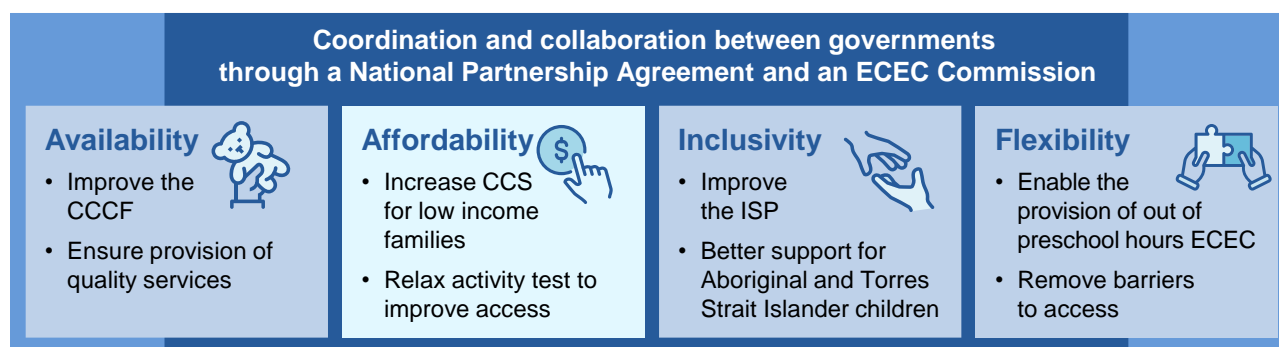 Coordination and collaboration between governments
through a National Partnership Agreement and an ECEC Commission
Availability
• Improve the
CCCF
• Ensure provision of
quality services
Affordability
$
• Increase CCS
for low income
families
• Relax activity test to
improve access
Inclusivity
• Improve
the ISP
• Better support for
Aboriginal and Torres
Strait Islander children
Flexibility
• Enable the
provision of out of
preschool hours ECEC
• Remove barriers
to access